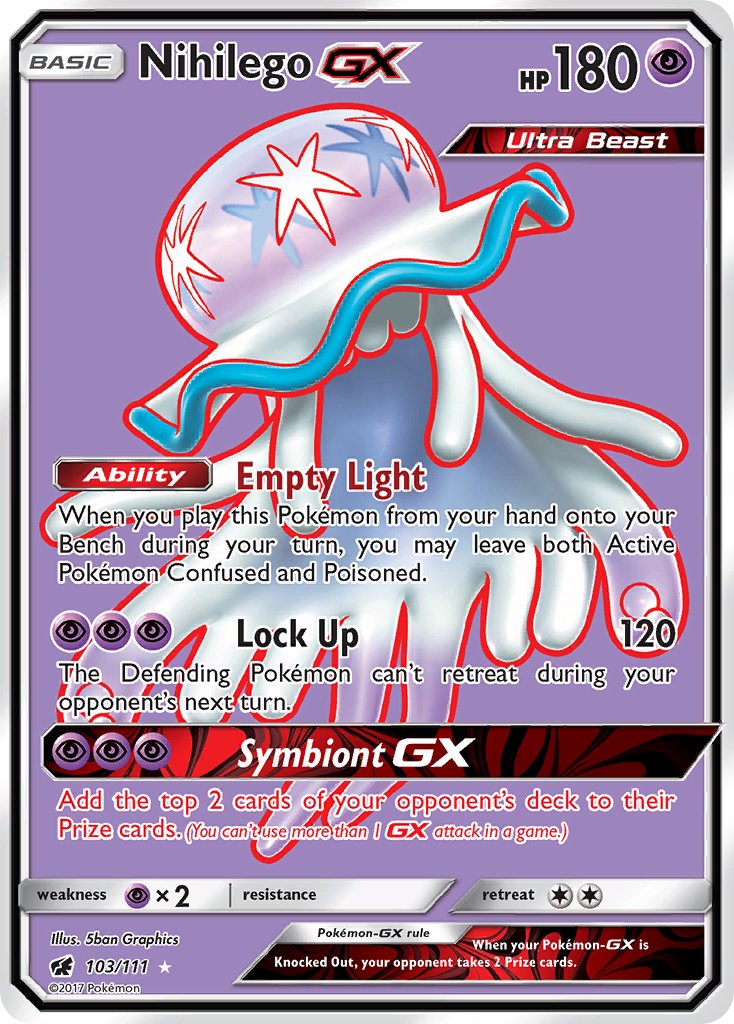 BASIC Nihilego GX HP 180
Ultra Beast
Ability Empty Light
When you play this Pokémon from your hand onto your
Bench during your turn, you may leave both Active
Pokémon Confused and Poisoned.
Lock Up 120
The Defending Pokémon can't retreat during your
opponent's next turn.
Symbiont GX
Add the top 2 cards of your opponent's deck to their
Prize cards. (You can't use more than 1 GX attack in a game.)
weakness ×2 resistance retreat
Illus. 5ban Graphics
103/111
©2017 Pokémon
Pokémon-GX rule
When your Pokémon-GX is
Knocked Out, your opponent takes 2 Prize cards.